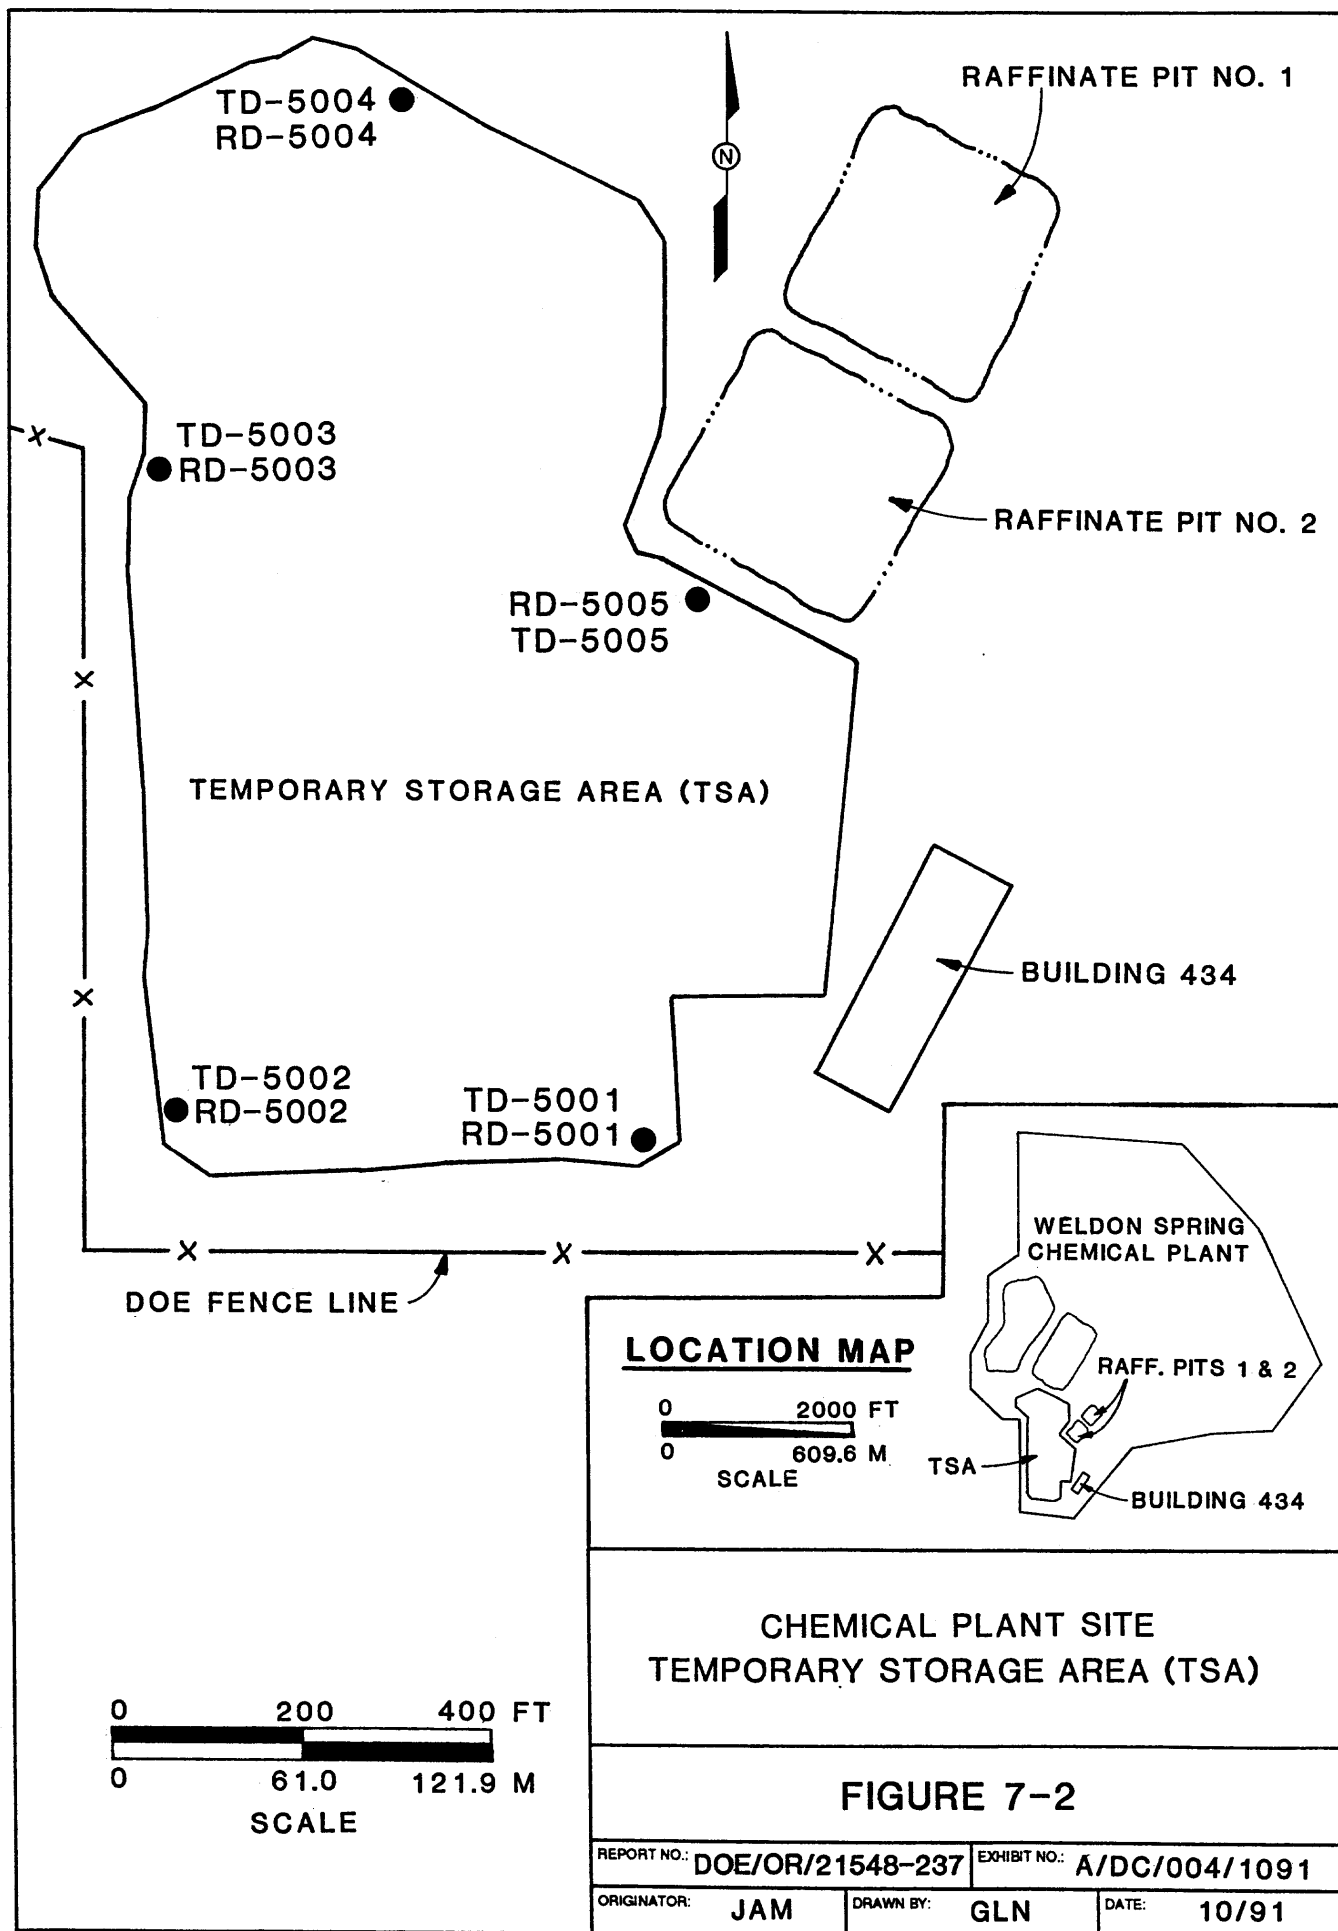 RAFFINATE PIT NO. 1
TD-5004
RD-5004
N
TD-5003
RD-5003
RAFFINATE PIT NO. 2
RD-5005
TD-5005
TEMPORARY STORAGE AREA (TSA)
BUILDING 434
TD-5002
RD-5002
TD-5001
RD-5001
DOE FENCE LINE
WELDON SPRING
CHEMICAL PLANT
LOCATION MAP
RAFF. PITS 1 & 2
0 2000 FT
0 609.6 M
SCALE
TSA
BUILDING 434
CHEMICAL PLANT SITE
TEMPORARY STORAGE AREA (TSA)
0 200 400 FT
0 61.0 121.9 M
SCALE
FIGURE 7-2
REPORT NO.: DOE/OR/21548-237 EXHIBIT NO.: A/DC/004/1091
ORIGINATOR: JAM DRAWN BY: GLN DATE: 10/91